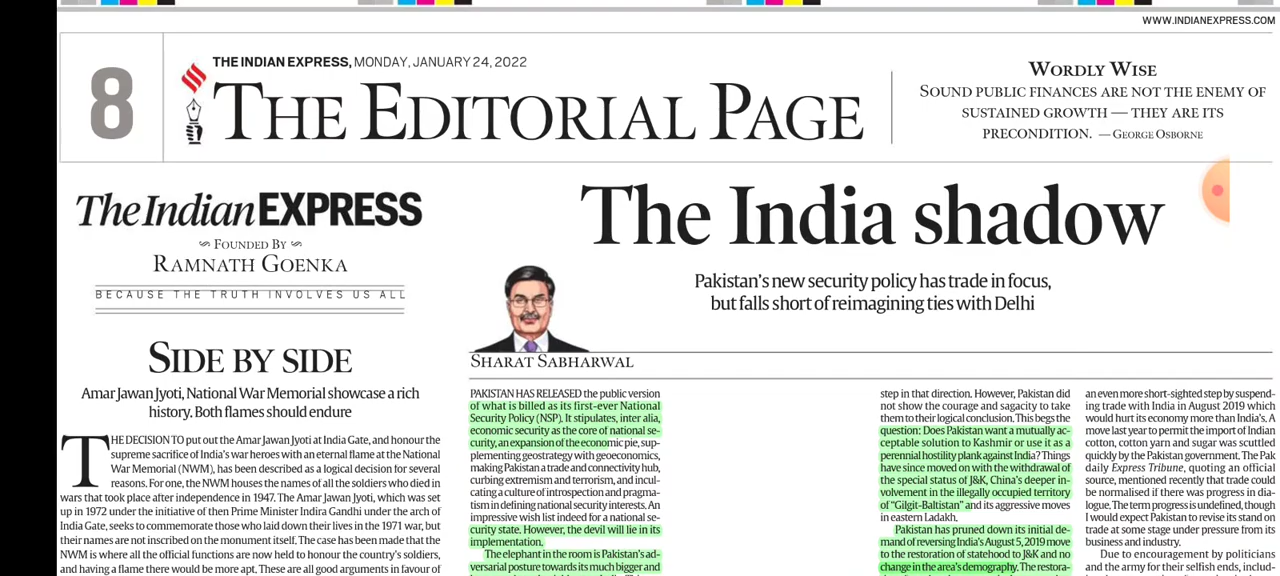 WWW.INDIANEXPRESS.COM
8
THE INDIAN EXPRESS, MONDAY, JANUARY 24, 2022
THE EDITORIAL PAGE
WORDLY WISE
SOUND PUBLIC FINANCES ARE NOT THE ENEMY OF
SUSTAINED GROWTH — THEY ARE ITS
PRECONDITION. — GEORGE OSBORNE
The Indian EXPRESS
FOUNDED BY
RAMNATH GOENKA
BECAUSE THE TRUTH INVOLVES US ALL
SIDE BY SIDE
Amar Jawan Jyoti, National War Memorial showcase a rich
history. Both flames should endure
THE DECISION TO put out the Amar Jawan Jyoti at India Gate, and honour the
supreme sacrifice of India's war heroes with an eternal flame at the National
War Memorial (NWM), has been described as a logical decision for several
reasons. For one, the NWM houses the names of all the soldiers who died in
wars that took place after independence in 1947. The Amar Jawan Jyoti, which was set
up in 1972 under the initiative of then Prime Minister Indira Gandhi under the arch of
India Gate, seeks to commemorate those who laid down their lives in the 1971 war, but
their names are not inscribed on the monument itself. The case has been made that the
NWM is where all the official functions are now held to honour the country's soldiers,
and having a flame there would be more apt. These are all good arguments in favour of
The India shadow
Pakistan's new security policy has trade in focus,
but falls short of reimagining ties with Delhi
SHARAT SABHARWAL
PAKISTAN HAS RELEASED the public version
of what is billed as its first-ever National
Security Policy (NSP). It stipulates, inter alia,
economic security as the core of national se-
curity, an expansion of the economic pie, sup-
plementing geostrategy with geoeconomics,
making Pakistan a trade and connectivity hub,
curbing extremism and terrorism, and incul-
cating a culture of introspection and pragma-
tism in defining national security interests. An
impressive wish list indeed for a national se-
curity state. However, the devil will lie in its
implementation.
The elephant in the room is Pakistan's ad-
versarial posture towards its much bigger and
step in that direction. However, Pakistan did
not show the courage and sagacity to take
them to their logical conclusion. This begs the
question: Does Pakistan want a mutually ac-
ceptable solution to Kashmir or use it as a
perennial hostility plank against India? Things
have since moved on with the withdrawal of
the special status of J&K, China's deeper in-
volvement in the illegally occupied territory
of "Gilgit-Baltistan" and its aggressive moves
in eastern Ladakh.
Pakistan has pruned down its initial de-
mand of reversing India's August 5, 2019 move
to the restoration of statehood to J&K and no
change in the area's demography. The restora-
an even more short-sighted step by suspend-
ing trade with India in August 2019 which
would hurt its economy more than India's. A
move last year to permit the import of Indian
cotton, cotton yarn and sugar was scuttled
quickly by the Pakistan government. The Pak
daily Express Tribune, quoting an official
source, mentioned recently that trade could
be normalised if there was progress in dia-
logue. The term progress is undefined, though
I would expect Pakistan to revise its stand on
trade at some stage under pressure from its
business and industry.
Due to encouragement by politicians
and the army for their selfish ends, includ-